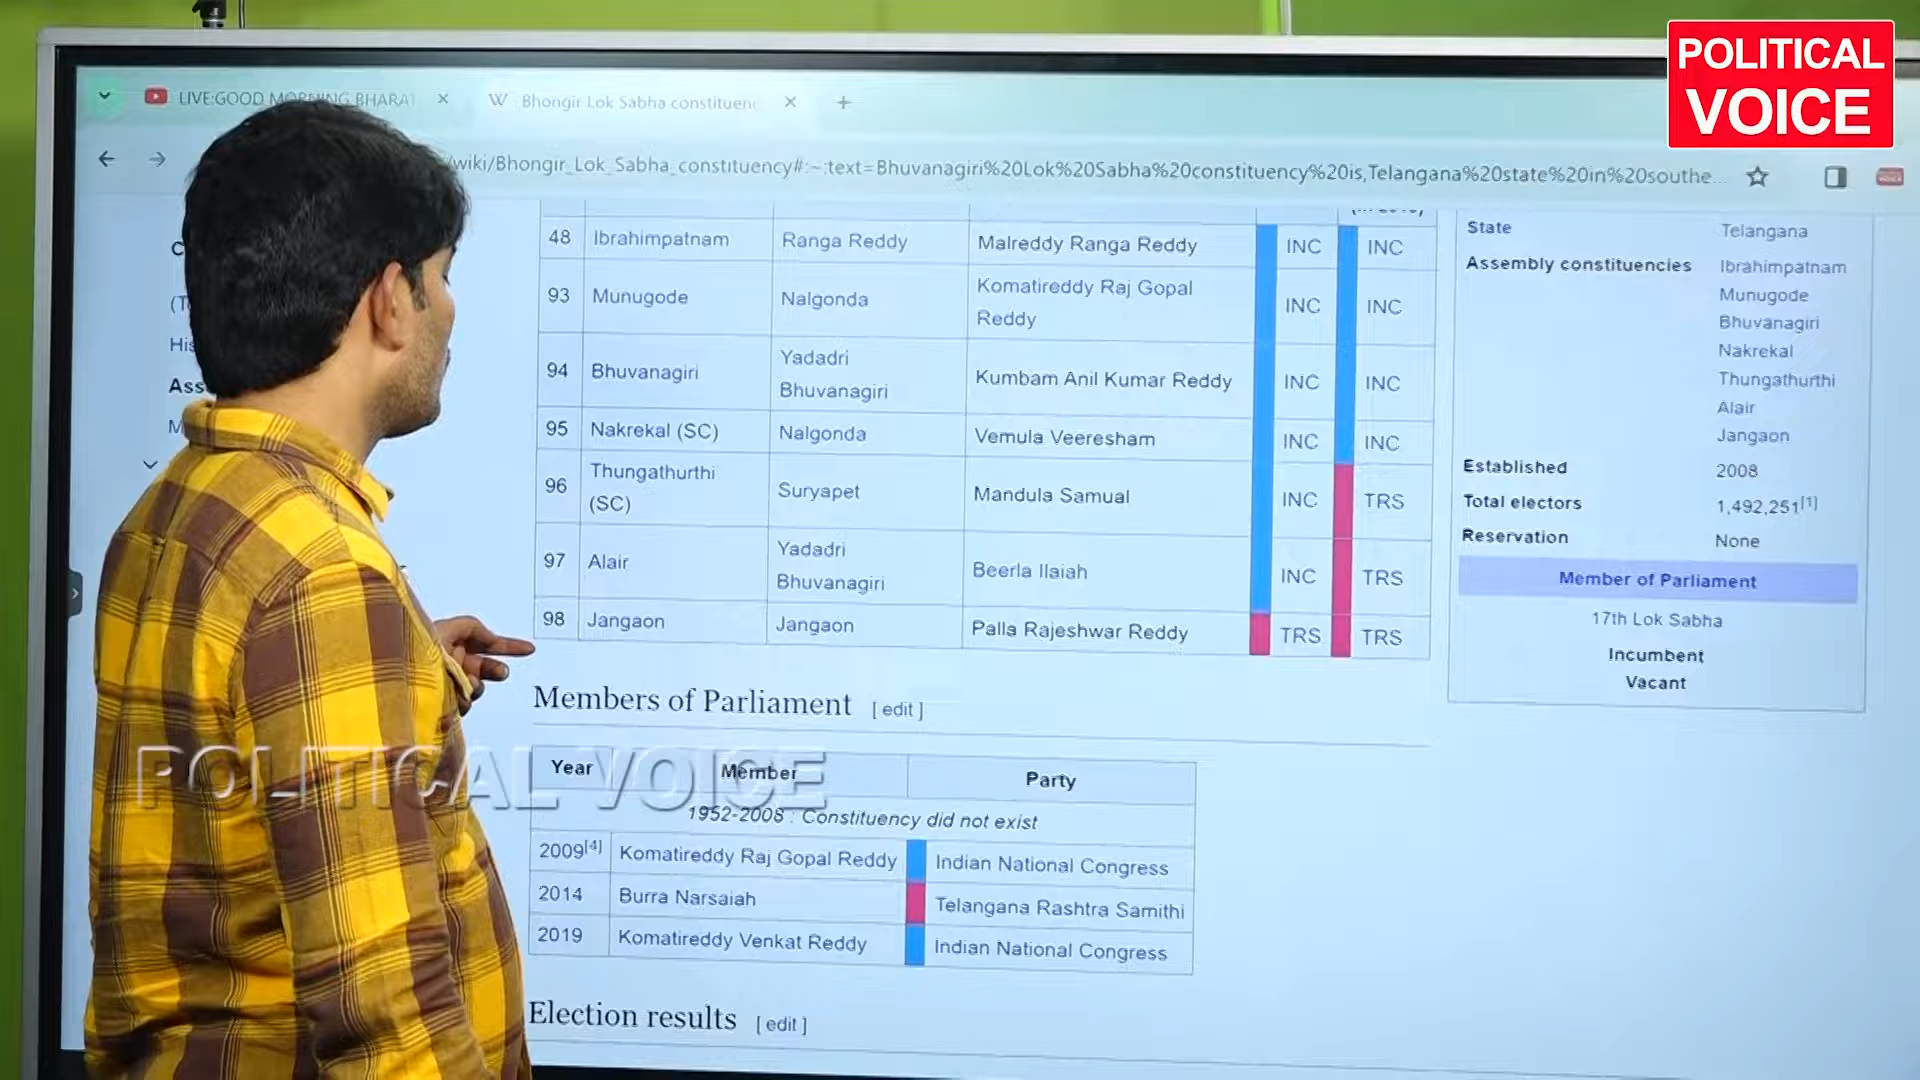 POLITICAL
VOICE
LIVE:GOOD MORNING BHARAT
W Bhongir Lok Sabha constituenc
/wiki/Bhongir_Lok_Sabha_constituency#:~:text=Bhuvanagiri%20Lok%20Sabha%20constituency%20is,Telangana%20state%20in%20southe...
48 Ibrahimpatnam Ranga Reddy Malreddy Ranga Reddy INC INC
93 Munugode Nalgonda Komatireddy Raj Gopal
Reddy INC INC
94 Bhuvanagiri Yadadri
Bhuvanagiri Kumbam Anil Kumar Reddy INC INC
95 Nakrekal (SC) Nalgonda Vemula Veeresham INC INC
96 Thungathurthi
(SC) Suryapet Mandula Samual INC TRS
97 Alair Yadadri
Bhuvanagiri Beerla Ilaiah INC TRS
98 Jangaon Jangaon Palla Rajeshwar Reddy TRS TRS
State Telangana
Assembly constituencies Ibrahimpatnam
Munugode
Bhuvanagiri
Nakrekal
Thungathurthi
Alair
Jangaon
Established 2008
Total electors 1,492,251[1]
Reservation None
Member of Parliament
17th Lok Sabha
Incumbent
Vacant
Members of Parliament [ edit ]
POLITICAL VOICE
Year Member Party
1952-2008 : Constituency did not exist
2009[4] Komatireddy Raj Gopal Reddy Indian National Congress
2014 Burra Narsaiah Telangana Rashtra Samithi
2019 Komatireddy Venkat Reddy Indian National Congress
Election results [ edit ]